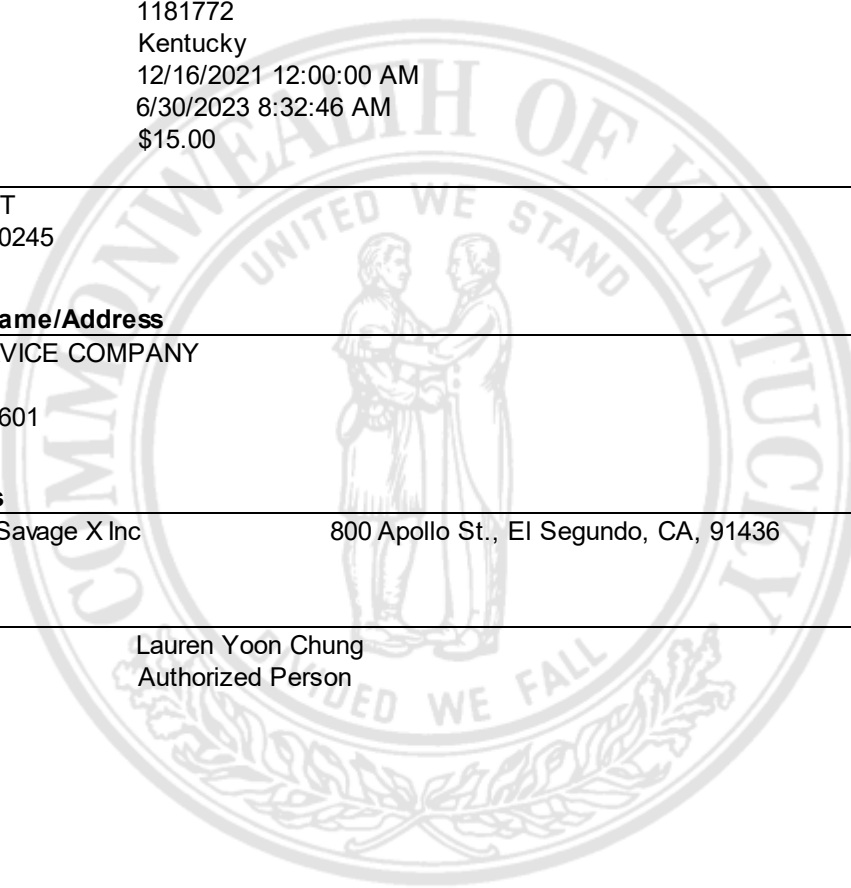 1181772
Kentucky
12/16/2021 12:00:00 AM
6/30/2023 8:32:46 AM
$15.00
T
0245
ame/Address
VICE COMPANY
601
s
Savage X Inc 800 Apollo St., El Segundo, CA, 91436
Lauren Yoon Chung
Authorized Person
COMMONWEALTH OF KENTUCKY
UNITED WE STAND
DIVIDED WE FALL